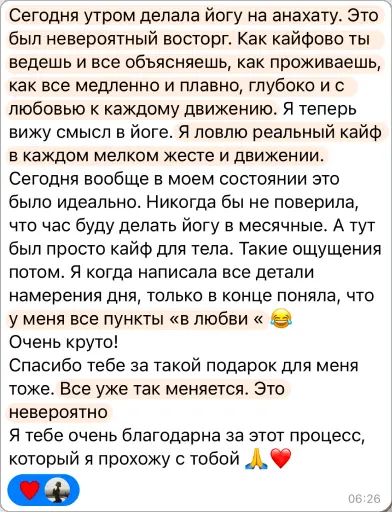 Сегодня утром делала йогу на анахату. Это
был невероятный восторг. Как кайфово ты
ведешь и все объясняешь, как проживаешь,
как все медленно и плавно, глубоко и с
любовью к каждому движению. Я теперь
вижу смысл в йоге. Я ловлю реальный кайф
в каждом мелком жесте и движении.
Сегодня вообще в моем состоянии это
было идеально. Никогда бы не поверила,
что час буду делать йогу в месячные. А тут
был просто кайф для тела. Такие ощущения
потом. Я когда написала все детали
намерения дня, только в конце поняла, что
у меня все пункты «в любви « 😂
Очень круто!
Спасибо тебе за такой подарок для меня
тоже. Все уже так меняется. Это
невероятно
Я тебе очень благодарна за этот процесс,
который я прохожу с тобой 🙏❤️
06:26